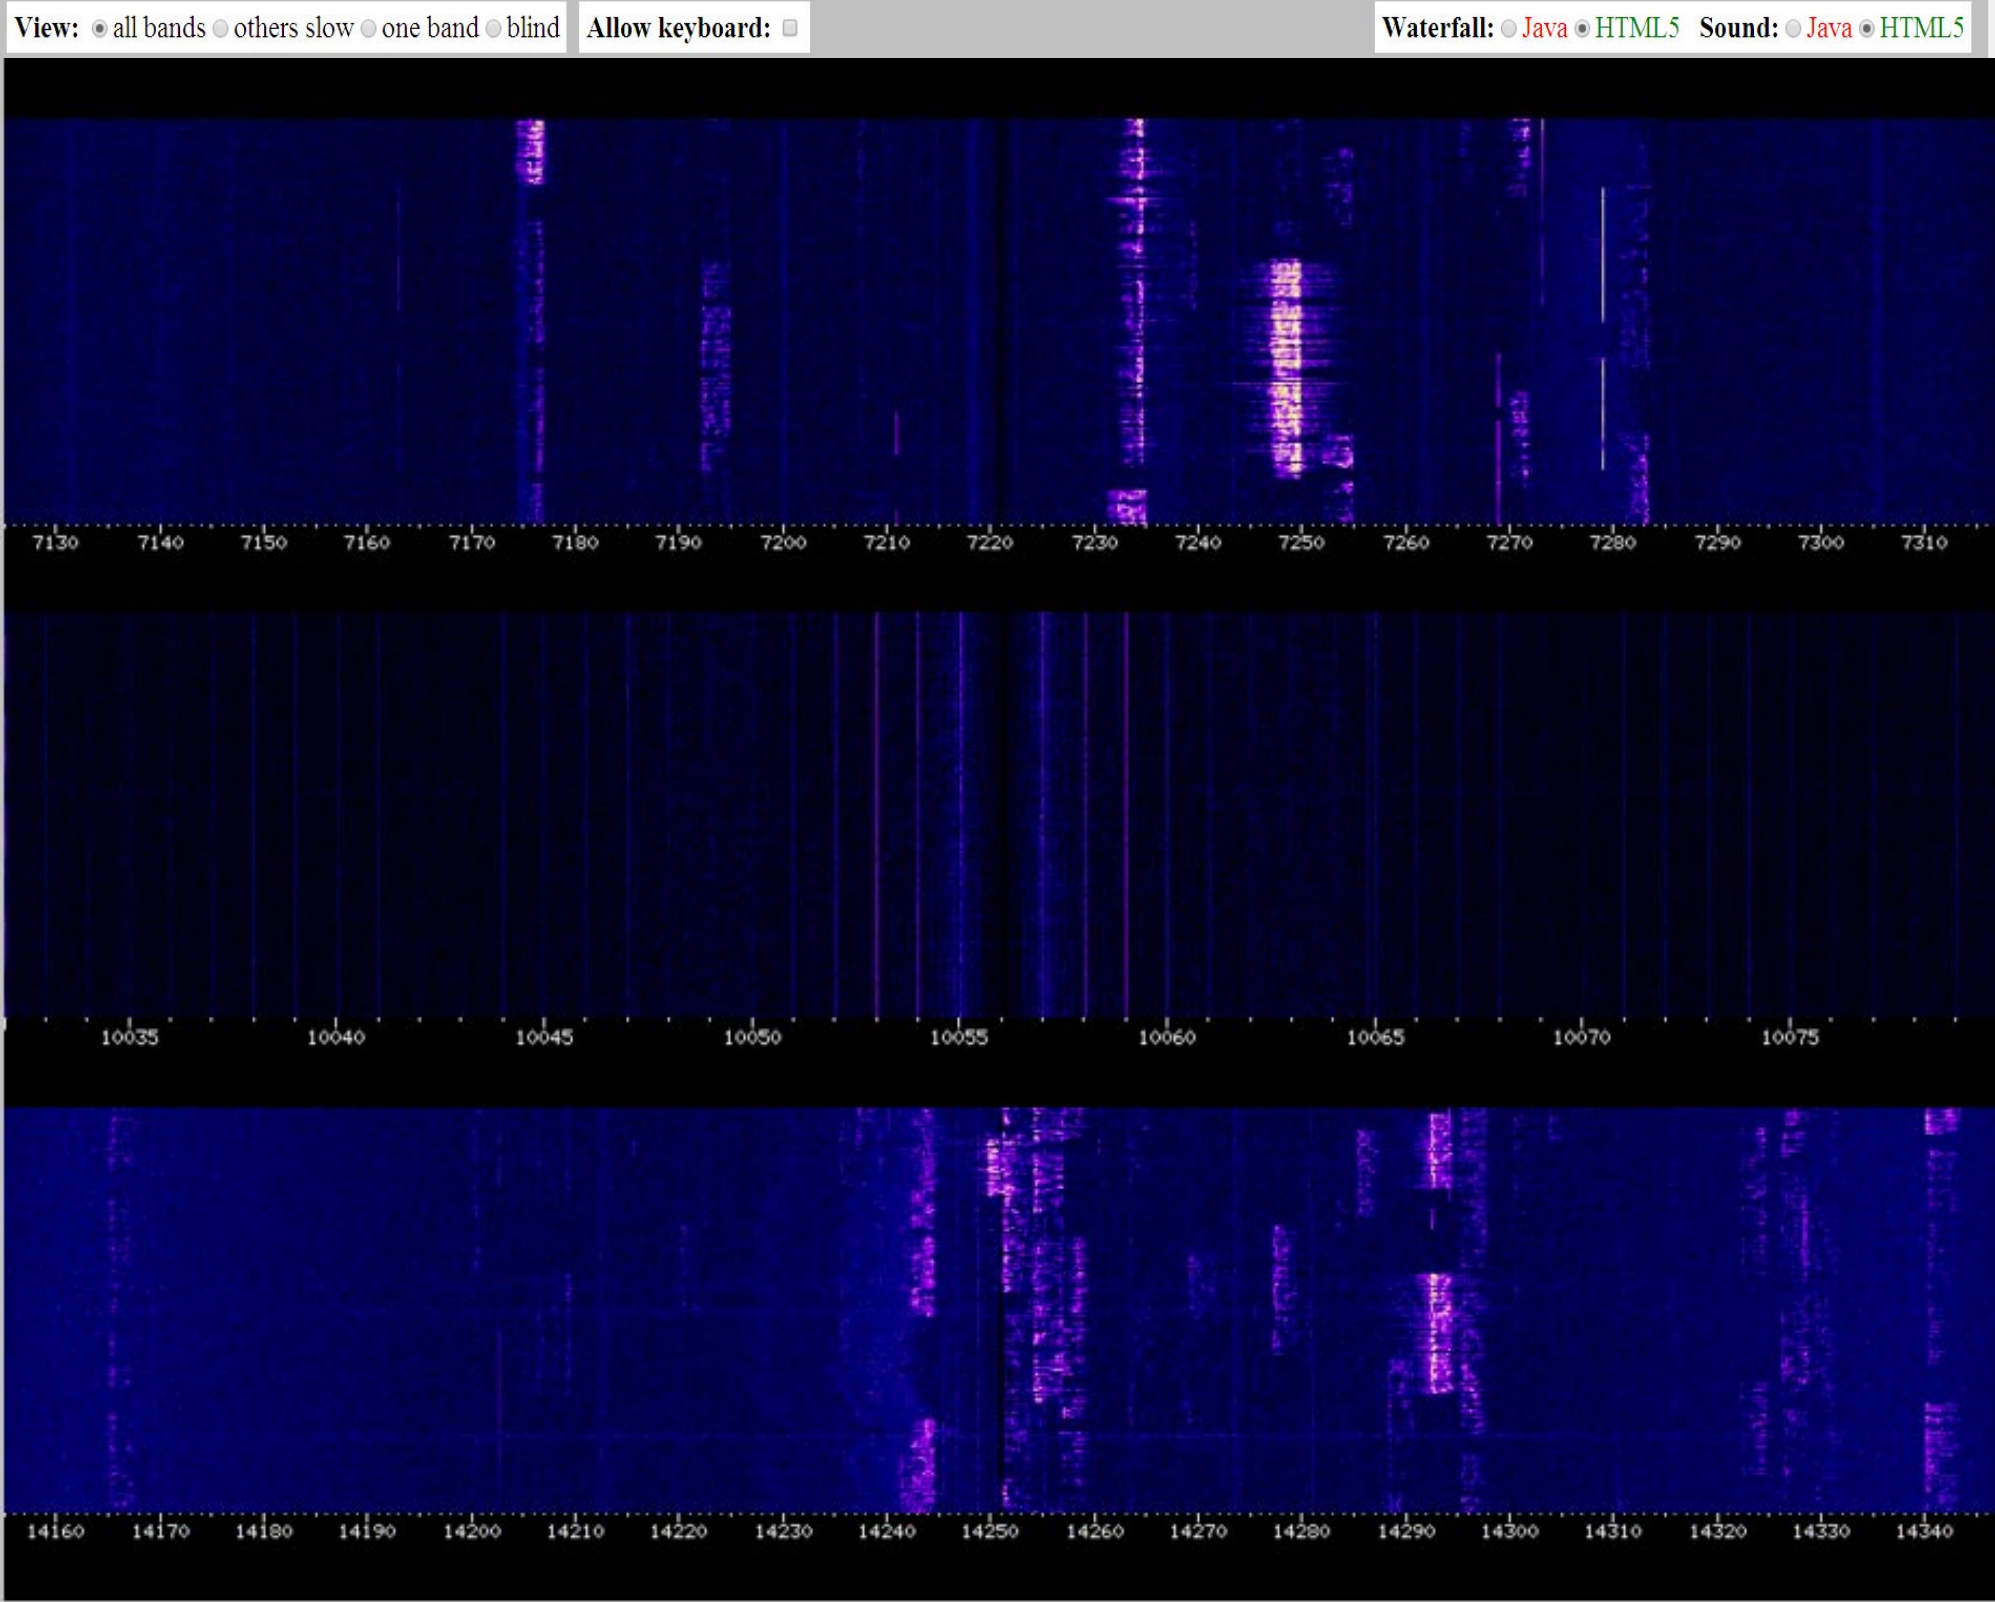 View: all bands others slow one band blind Allow keyboard: Waterfall: Java HTML5 Sound: Java HTML5
7130 7140 7150 7160 7170 7180 7190 7200 7210 7220 7230 7240 7250 7260 7270 7280 7290 7300 7310
10035 10040 10045 10050 10055 10060 10065 10070 10075
14160 14170 14180 14190 14200 14210 14220 14230 14240 14250 14260 14270 14280 14290 14300 14310 14320 14330 14340